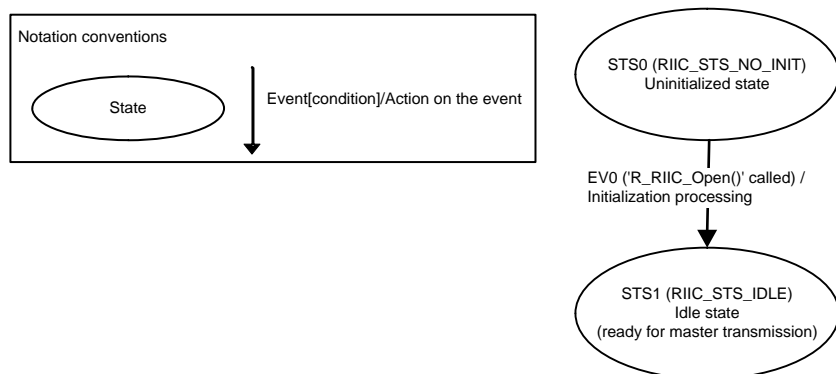 Notation conventions
State
Event[condition]/Action on the event
STS0 (RIIC_STS_NO_INIT)
Uninitialized state
EV0 ('R_RIIC_Open()' called) /
Initialization processing
STS1 (RIIC_STS_IDLE)
Idle state
(ready for master transmission)